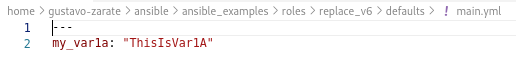 home > gustavo-zarate > ansible > ansible_examples > roles > replace_v6 > defaults > ! main.yml
1 ---
2 my_var1a: "ThisIsVar1A"